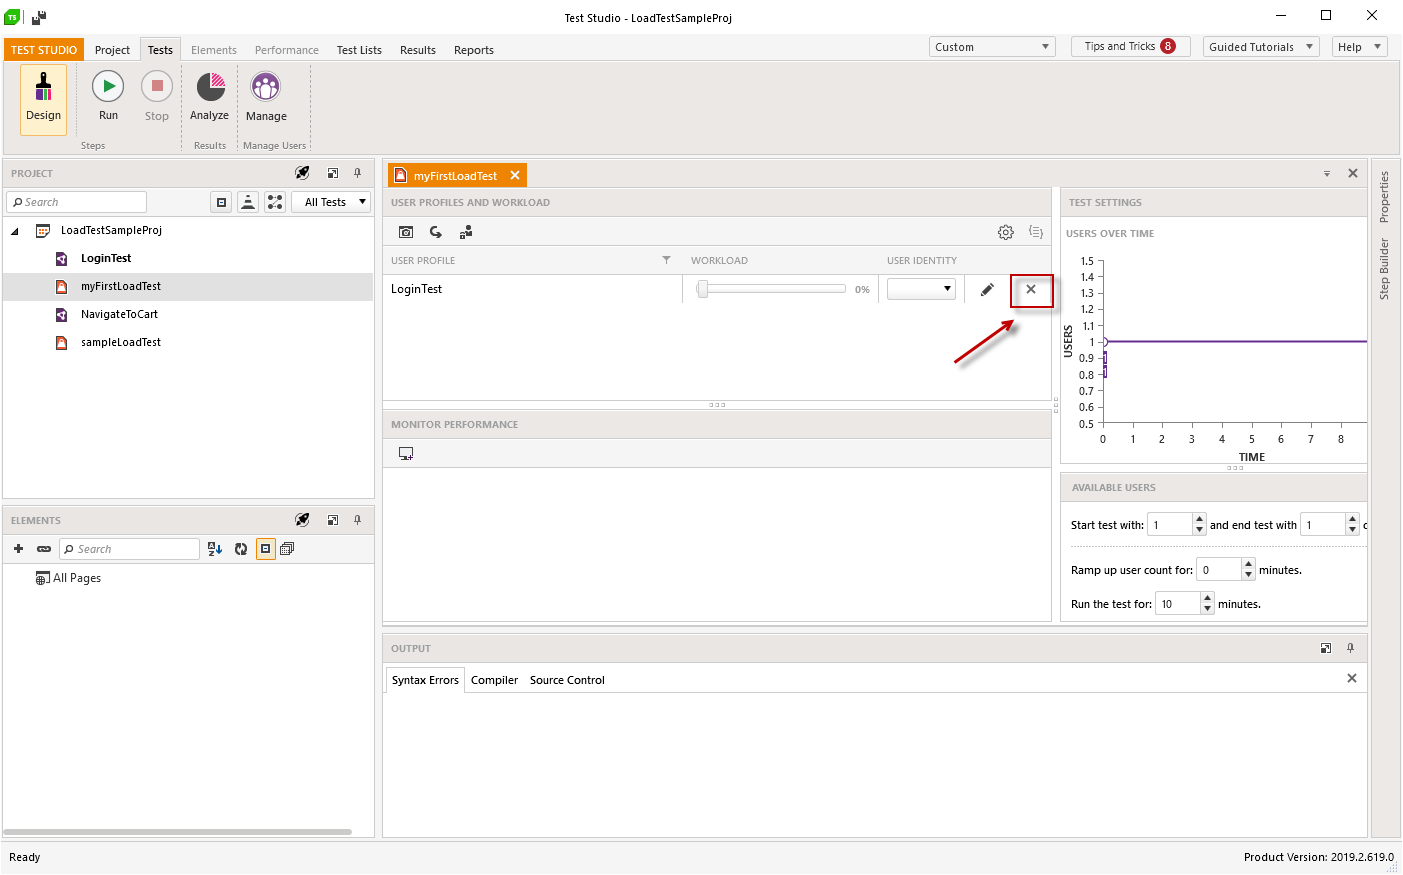 TS
Test Studio - LoadTestSampleProj
TEST STUDIO Project Tests Elements Performance Test Lists Results Reports
Custom Tips and Tricks 8 Guided Tutorials Help
Design Run Stop Analyze Manage
Steps Results Manage Users
PROJECT
Search All Tests
LoadTestSampleProj
LoginTest
myFirstLoadTest
NavigateToCart
sampleLoadTest
ELEMENTS
Search
All Pages
myFirstLoadTest
USER PROFILES AND WORKLOAD
USER PROFILE WORKLOAD USER IDENTITY
LoginTest 0%
MONITOR PERFORMANCE
TEST SETTINGS
USERS OVER TIME
USERS
1.5
1.4
1.3
1.2
1.1
1
0.9
0.8
0.7
0.6
0.5
0 1 2 3 4 5 6 7 8
TIME
AVAILABLE USERS
Start test with: 1 and end test with 1
Ramp up user count for: 0 minutes.
Run the test for: 10 minutes.
Properties
Step Builder
OUTPUT
Syntax Errors Compiler Source Control
Ready
Product Version: 2019.2.619.0